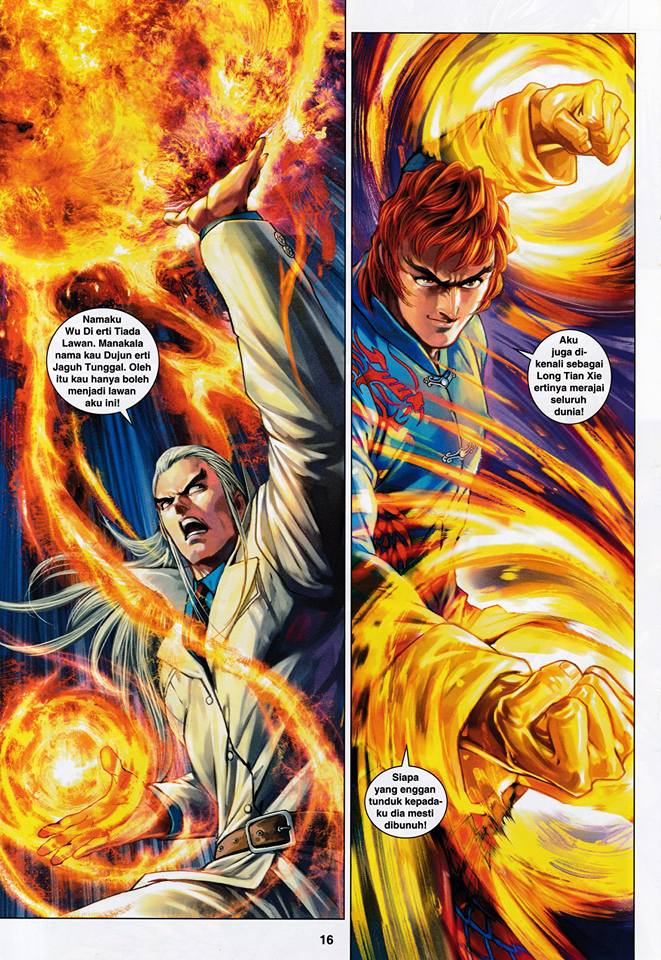 Namaku
Wu Di erti Tiada
Lawan. Manakala
nama kau Dujun erti
Jaguh Tunggal. Oleh
itu kau hanya boleh
menjadi lawan
aku ini!
Aku
juga di-
kenali sebagai
Long Tian Xie
ertinya merajai
seluruh
dunia!
Siapa
yang enggan
tunduk kepada-
ku dia mesti
dibunuh!
16